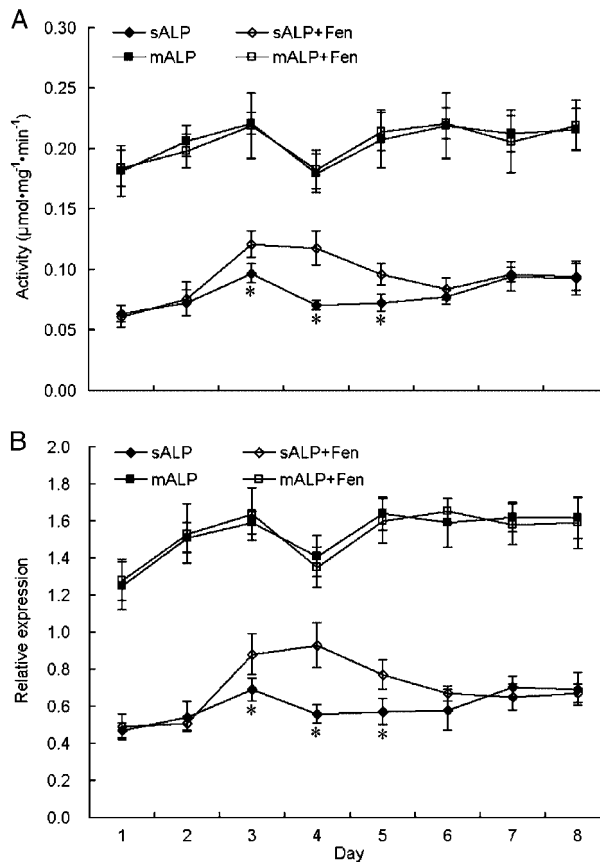 A
sALP
sALP+Fen
mALP
mALP+Fen
0.30
0.25
0.20
0.15
0.10
0.05
0.00
Activity (μmol•mg⁻¹•min⁻¹)
*
*
*
B
sALP
sALP+Fen
mALP
mALP+Fen
2.0
1.8
1.6
1.4
1.2
1.0
0.8
0.6
0.4
0.2
0.0
Relative expression
*
*
*
1 2 3 4 5 6 7 8
Day